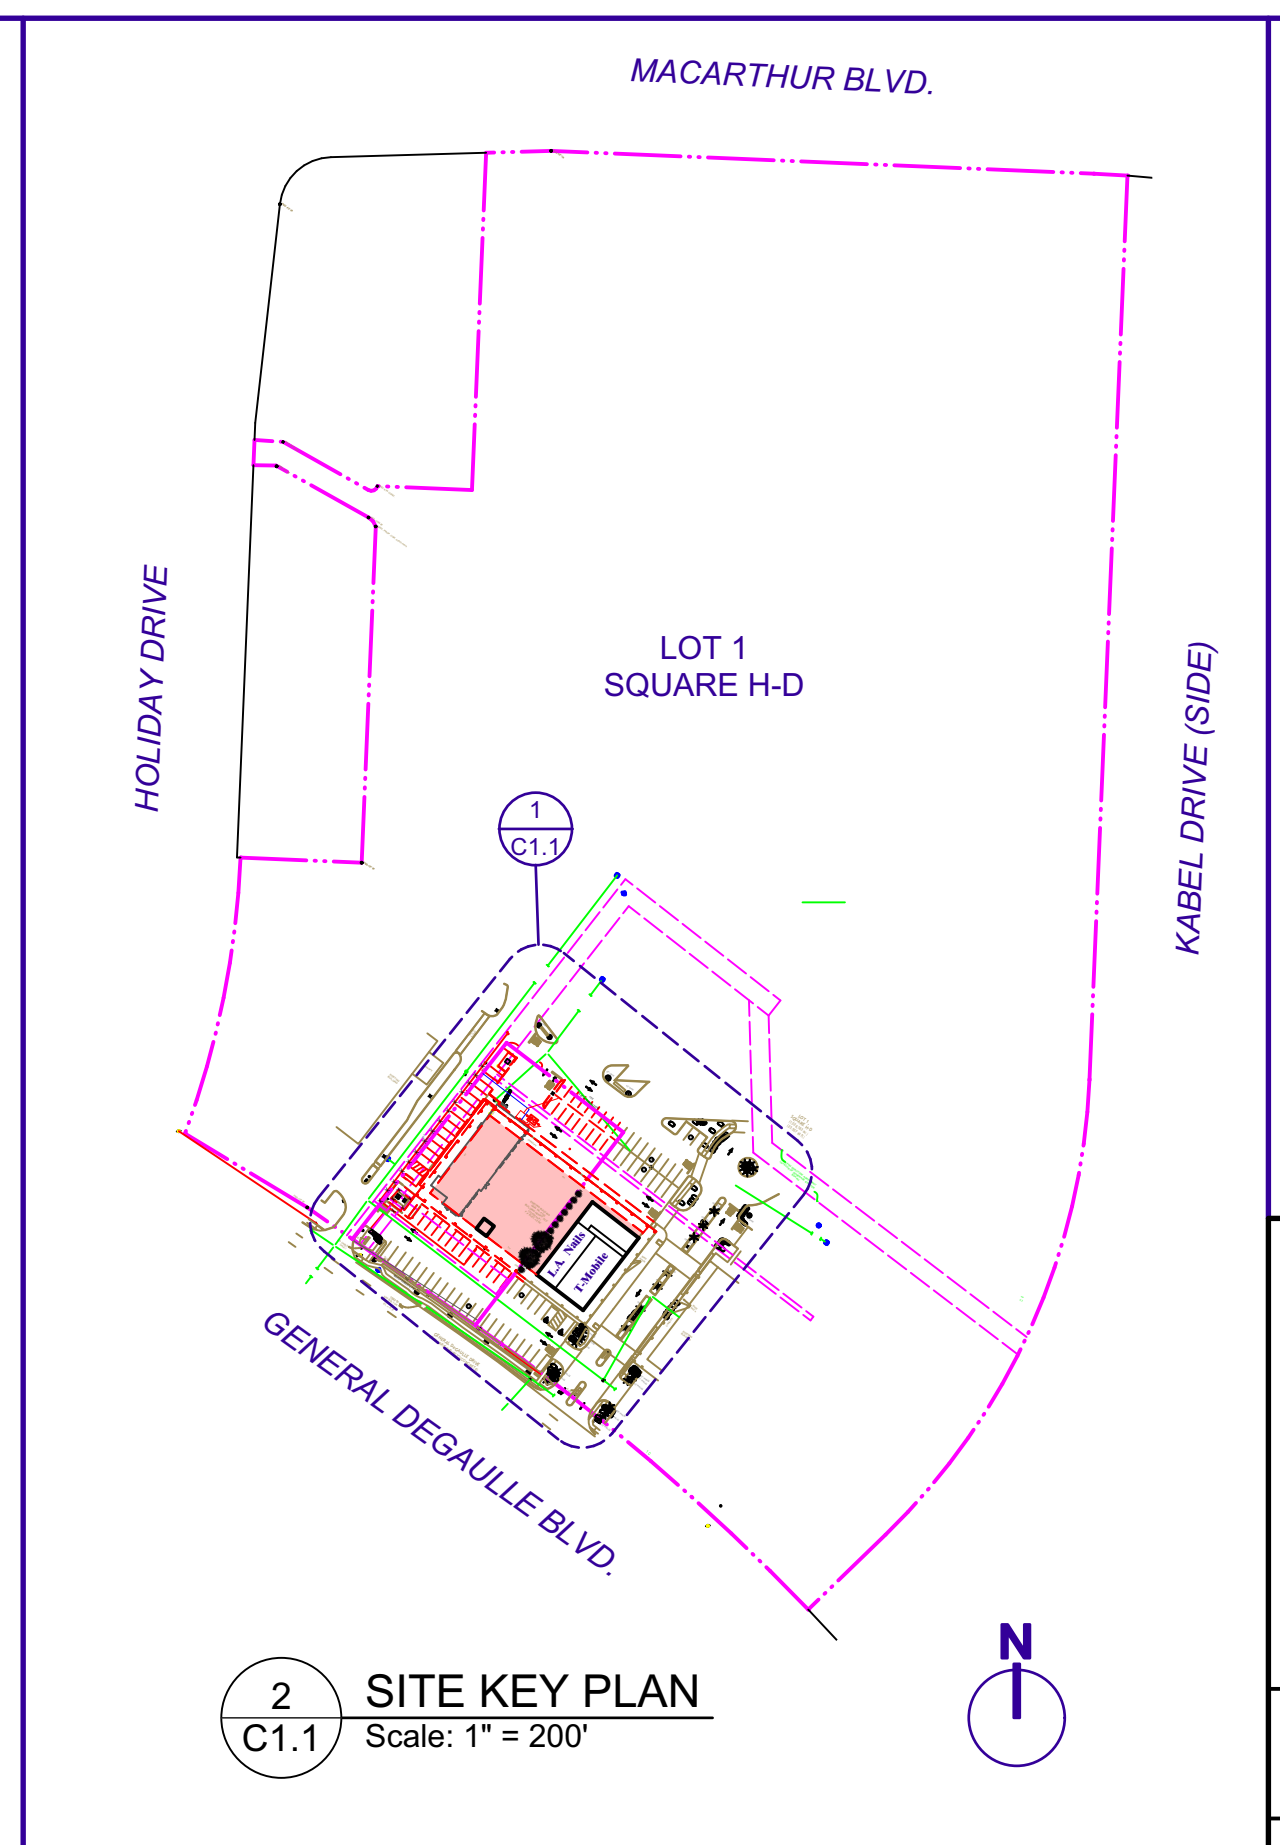 MACARTHUR BLVD.
HOLIDAY DRIVE
LOT 1
SQUARE H-D
KABEL DRIVE (SIDE)
1
C1.1
L.A. Nails
T-Mobile
GENERAL DEGAULLE BLVD.
N
2
C1.1
SITE KEY PLAN
Scale: 1" = 200'